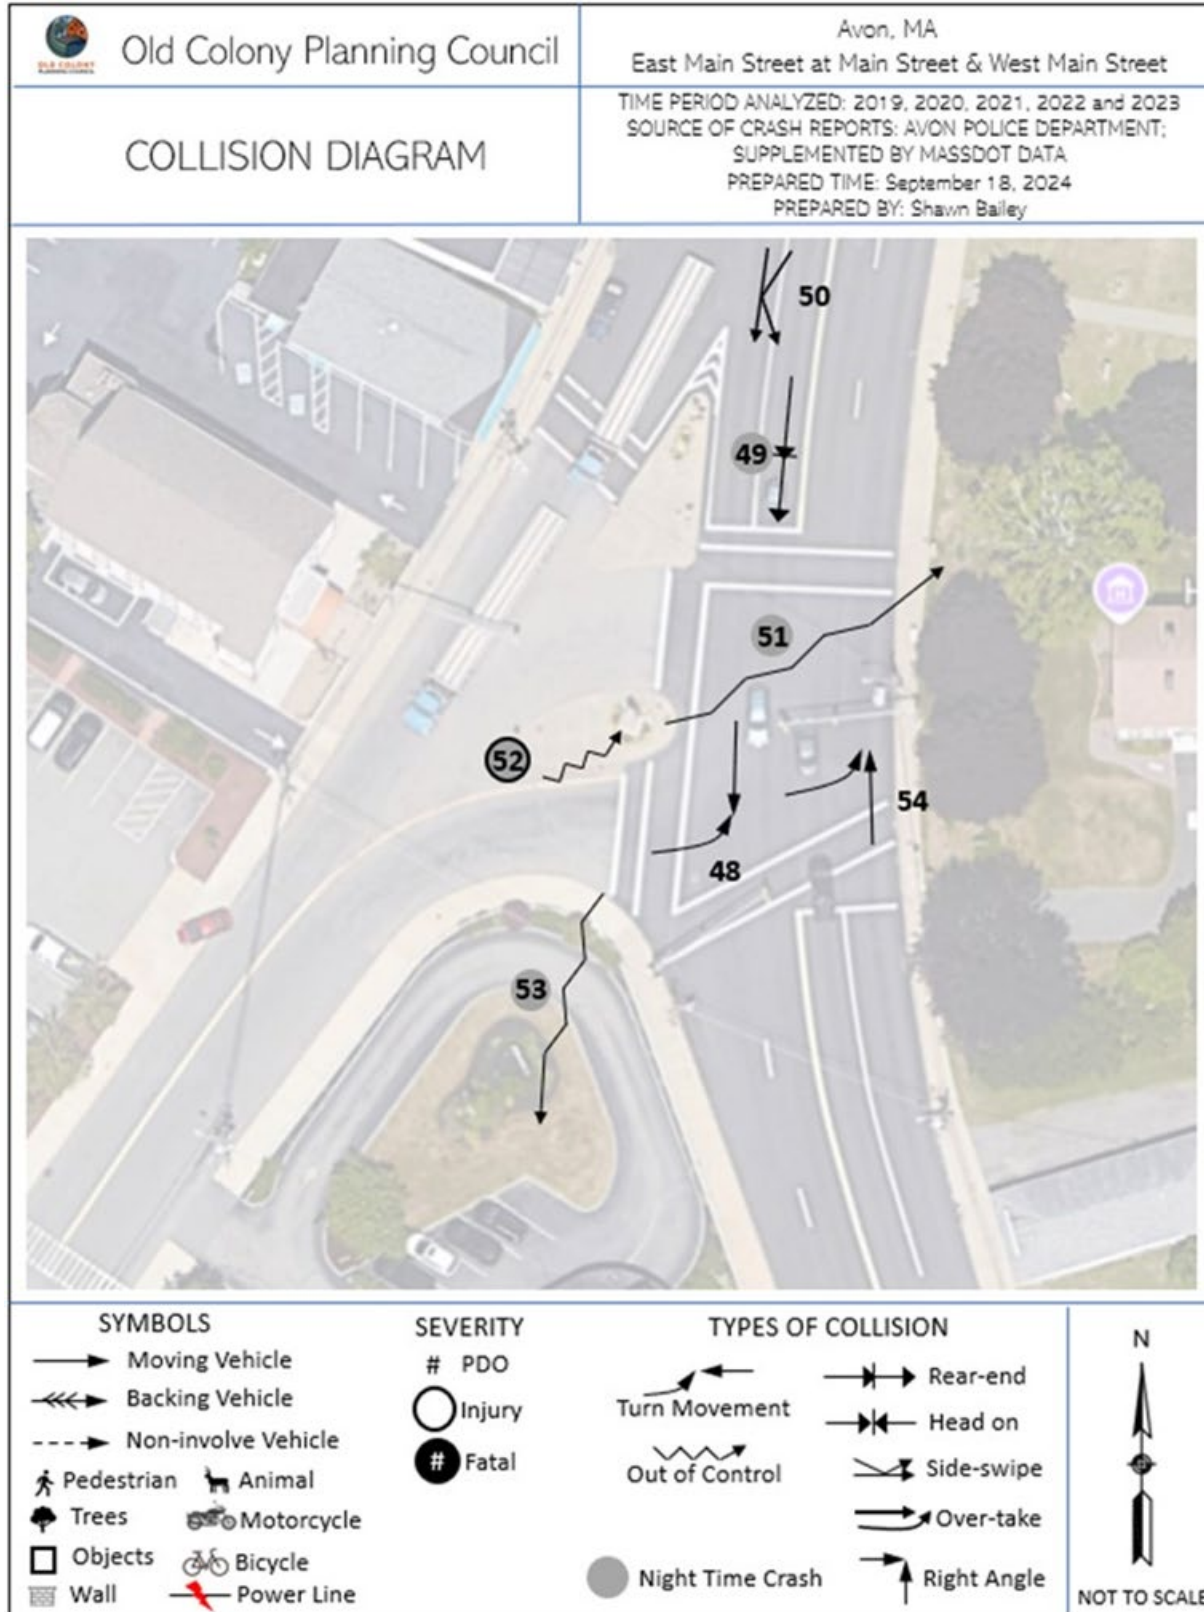 OLD COLONY
PLANNING COUNCIL
Old Colony Planning Council
Avon, MA
East Main Street at Main Street & West Main Street
COLLISION DIAGRAM
TIME PERIOD ANALYZED: 2019, 2020, 2021, 2022 and 2023
SOURCE OF CRASH REPORTS: AVON POLICE DEPARTMENT;
SUPPLEMENTED BY MASSDOT DATA
PREPARED TIME: September 18, 2024
PREPARED BY: Shawn Bailey
50
49
51
52
54
48
53
SYMBOLS
Moving Vehicle
Backing Vehicle
Non-involve Vehicle
Pedestrian
Animal
Trees
Motorcycle
Objects
Bicycle
Wall
Power Line
SEVERITY
# PDO
Injury
# Fatal
TYPES OF COLLISION
Turn Movement
Rear-end
Head on
Out of Control
Side-swipe
Over-take
Night Time Crash
Right Angle
N
NOT TO SCALE